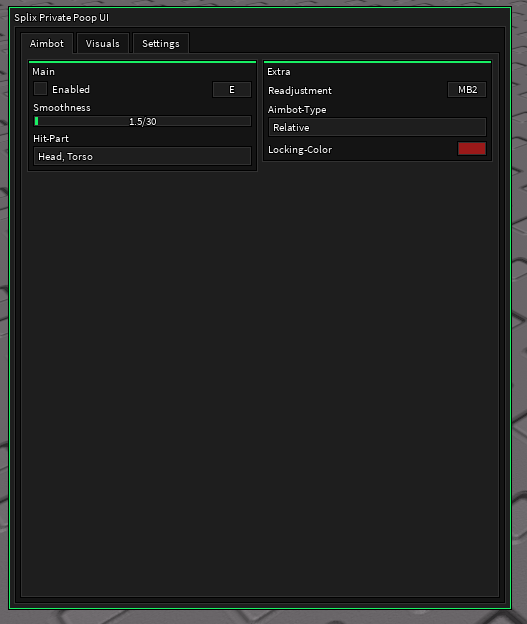 Splix Private Poop UI
Aimbot Visuals Settings
Main
Enabled E
Smoothness
1.5/30
Hit-Part
Head, Torso
Extra
Readjustment MB2
Aimbot-Type
Relative
Locking-Color